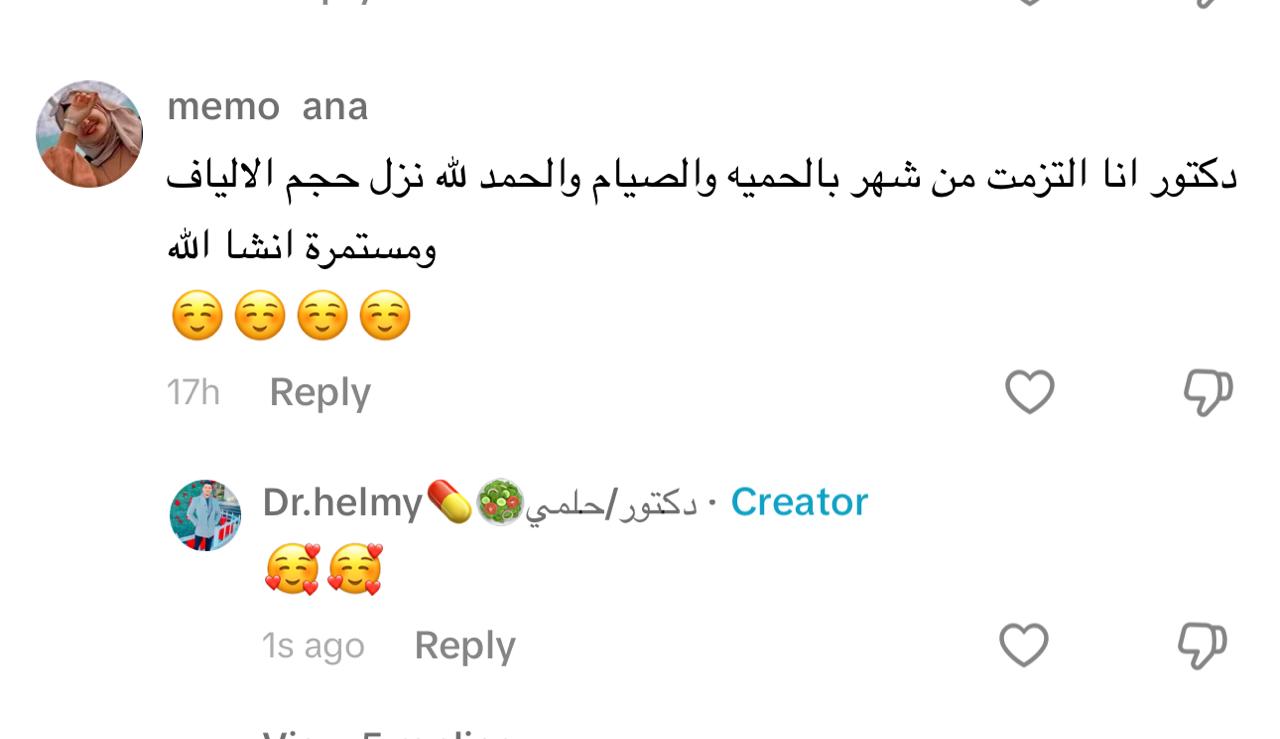 memo ana
دكتور انا التزمت من شهر بالحميه والصيام والحمد لله نزل حجم الالياف
ومستمرة انشا الله
☺️☺️☺️☺️
17h Reply
Dr.helmy💊🥗دكتور/حلمي · Creator
🥰🥰
1s ago Reply